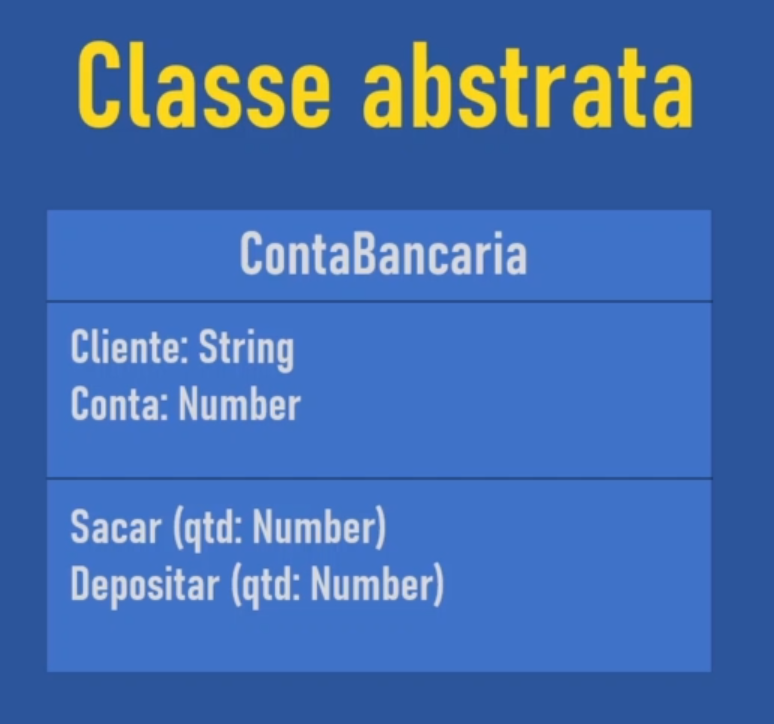 Classe abstrata
ContaBancaria
Cliente: String
Conta: Number
Sacar (qtd: Number)
Depositar (qtd: Number)